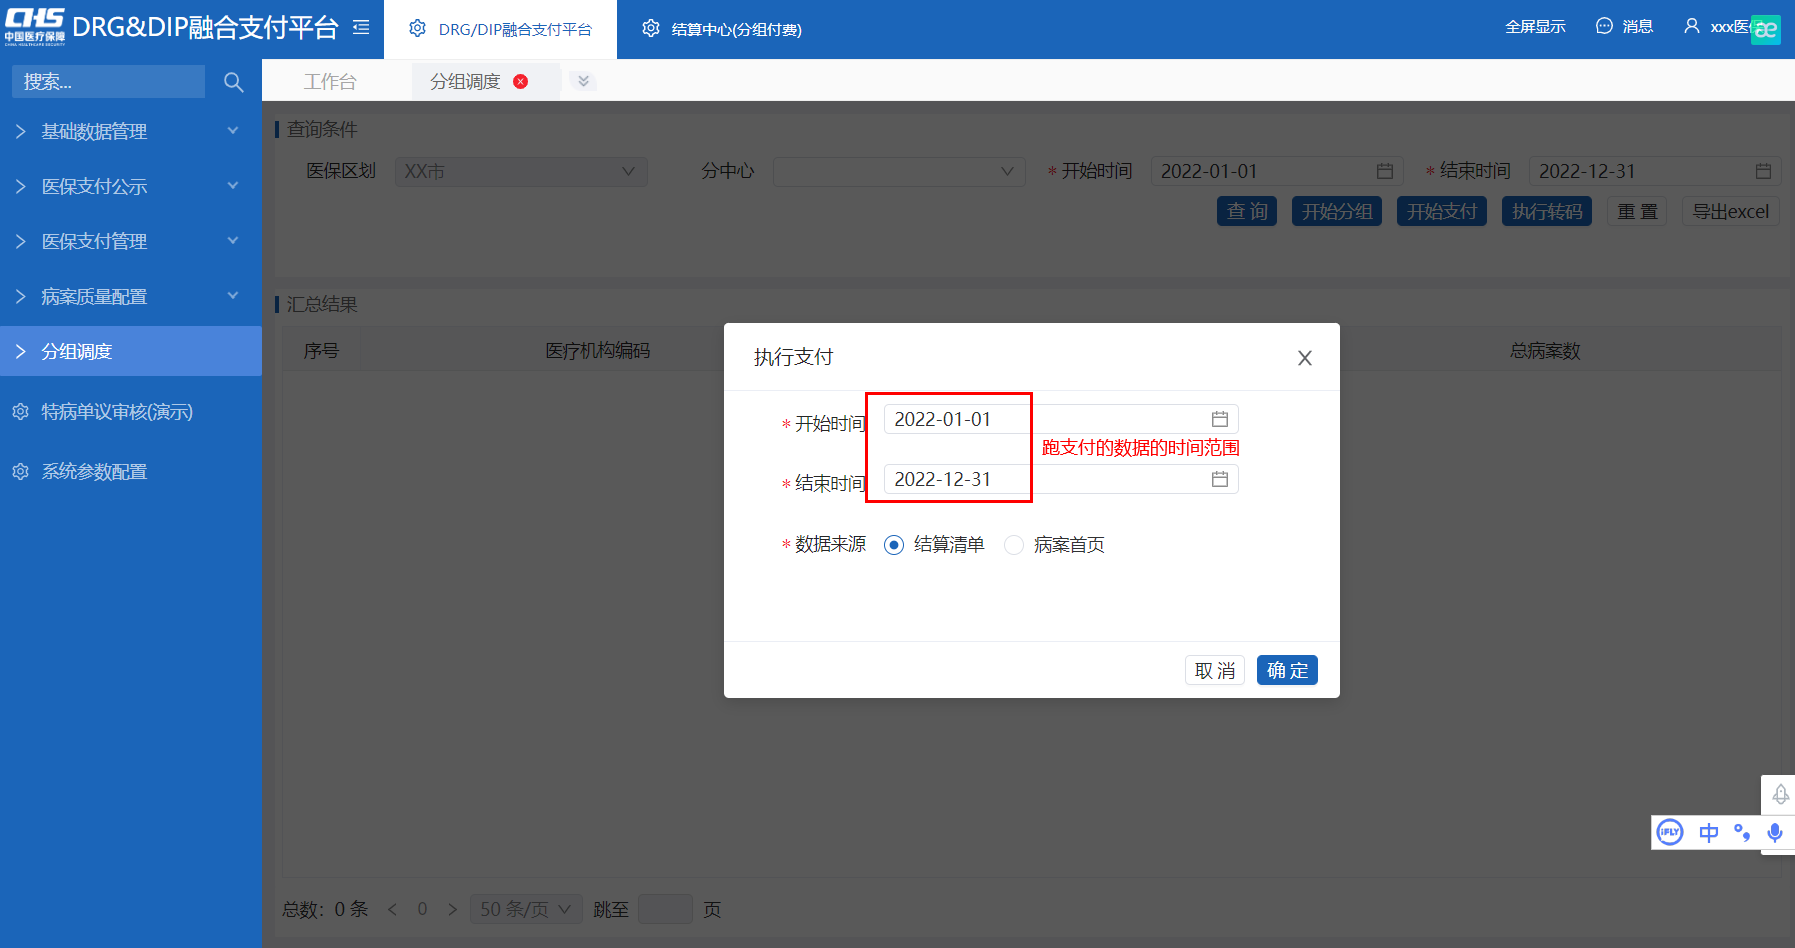 CHS
中国医疗保障
CHINA HEALTHCARE SECURITY
DRG&DIP融合支付平台
DRG/DIP融合支付平台
结算中心(分组付费)
全屏显示
消息
xxx医
æ
搜索...
工作台
分组调度
基础数据管理
医保支付公示
医保支付管理
病案质量配置
分组调度
特病单议审核(演示)
系统参数配置
查询条件
医保区划
XX市
分中心
* 开始时间
2022-01-01
* 结束时间
2022-12-31
查 询
开始分组
开始支付
执行转码
重 置
导出excel
汇总结果
序号
医疗机构编码
总病案数
执行支付
* 开始时间
2022-01-01
跑支付的数据的时间范围
* 结束时间
2022-12-31
* 数据来源
结算清单
病案首页
取 消
确 定
iFLY
中
总数：0 条
0
50 条/页
跳至
页